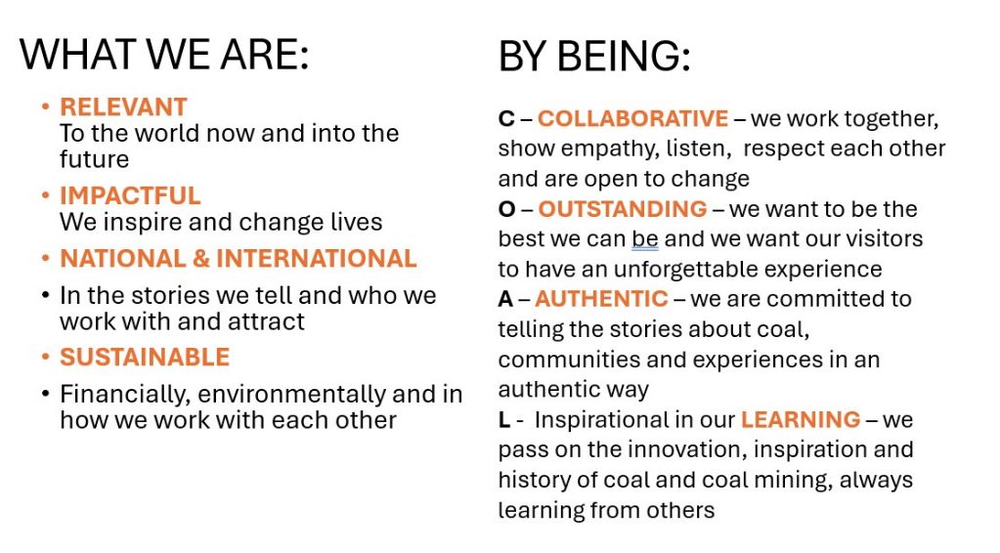 WHAT WE ARE:
• RELEVANT
To the world now and into the
future
• IMPACTFUL
We inspire and change lives
• NATIONAL & INTERNATIONAL
• In the stories we tell and who we
work with and attract
• SUSTAINABLE
• Financially, environmentally and in
how we work with each other
BY BEING:
C – COLLABORATIVE – we work together,
show empathy, listen,  respect each other
and are open to change
O – OUTSTANDING – we want to be the
best we can be and we want our visitors
to have an unforgettable experience
A – AUTHENTIC – we are committed to
telling the stories about coal,
communities and experiences in an
authentic way
L -  Inspirational in our LEARNING – we
pass on the innovation, inspiration and
history of coal and coal mining, always
learning from others